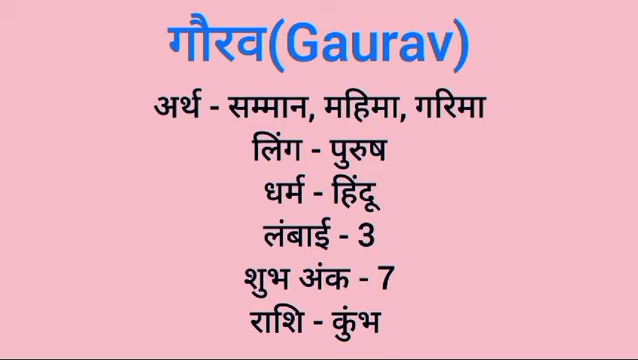 गौरव(Gaurav)
अर्थ - सम्मान, महिमा, गरिमा
लिंग - पुरुष
धर्म - हिंदू
लंबाई - 3
शुभ अंक - 7
राशि - कुंभ